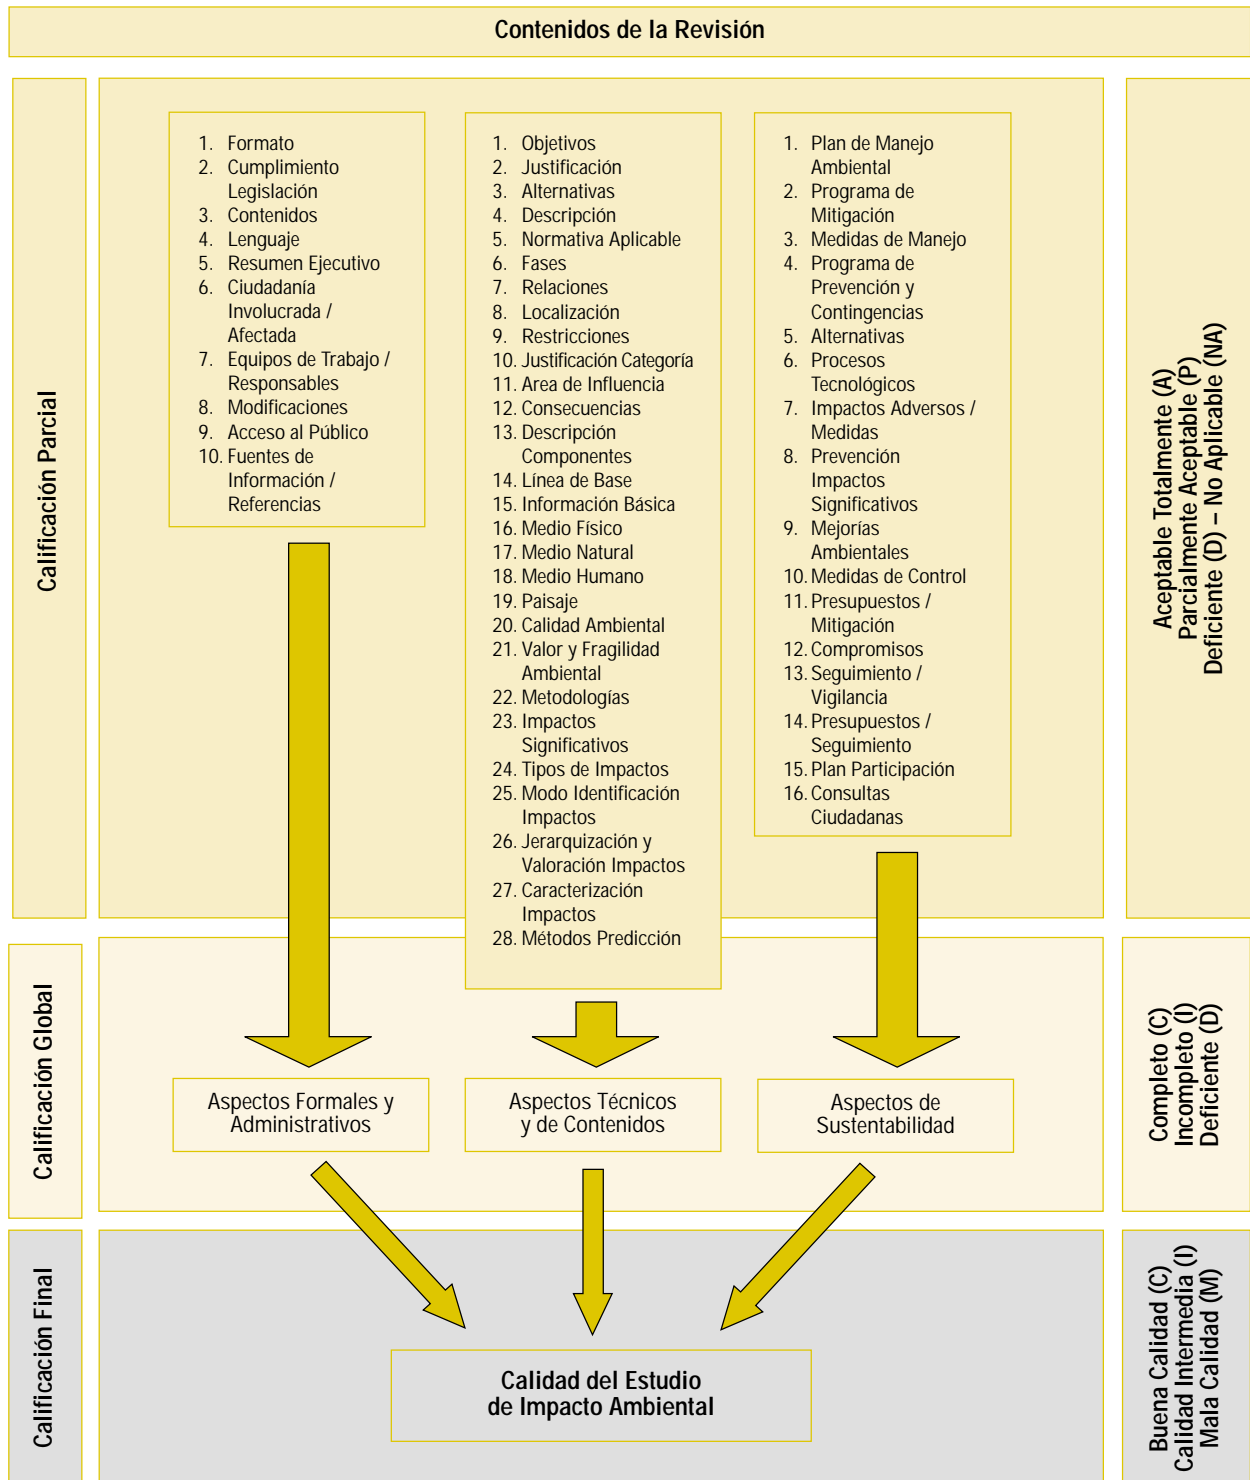 Contenidos de la Revisión
Calificación Parcial
1. Formato
2. Cumplimiento
Legislación
3. Contenidos
4. Lenguaje
5. Resumen Ejecutivo
6. Ciudadanía
Involucrada /
Afectada
7. Equipos de Trabajo /
Responsables
8. Modificaciones
9. Acceso al Público
10. Fuentes de
Información /
Referencias
1. Objetivos
2. Justificación
3. Alternativas
4. Descripción
5. Normativa Aplicable
6. Fases
7. Relaciones
8. Localización
9. Restricciones
10. Justificación Categoría
11. Area de Influencia
12. Consecuencias
13. Descripción
Componentes
14. Línea de Base
15. Información Básica
16. Medio Físico
17. Medio Natural
18. Medio Humano
19. Paisaje
20. Calidad Ambiental
21. Valor y Fragilidad
Ambiental
22. Metodologías
23. Impactos
Significativos
24. Tipos de Impactos
25. Modo Identificación
Impactos
26. Jerarquización y
Valoración Impactos
27. Caracterización
Impactos
28. Métodos Predicción
1. Plan de Manejo
Ambiental
2. Programa de
Mitigación
3. Medidas de Manejo
4. Programa de
Prevención y
Contingencias
5. Alternativas
6. Procesos
Tecnológicos
7. Impactos Adversos /
Medidas
8. Prevención
Impactos
Significativos
9. Mejorías
Ambientales
10. Medidas de Control
11. Presupuestos /
Mitigación
12. Compromisos
13. Seguimiento /
Vigilancia
14. Presupuestos /
Seguimiento
15. Plan Participación
16. Consultas
Ciudadanas
Aceptable Totalmente (A)
Parcialmente Aceptable (P)
Deficiente (D) – No Aplicable (NA)
Calificación Global
Aspectos Formales y
Administrativos
Aspectos Técnicos
y de Contenidos
Aspectos de
Sustentabilidad
Completo (C)
Incompleto (I)
Deficiente (D)
Calificación Final
Calidad del Estudio
de Impacto Ambiental
Buena Calidad (C)
Calidad Intermedia (I)
Mala Calidad (M)